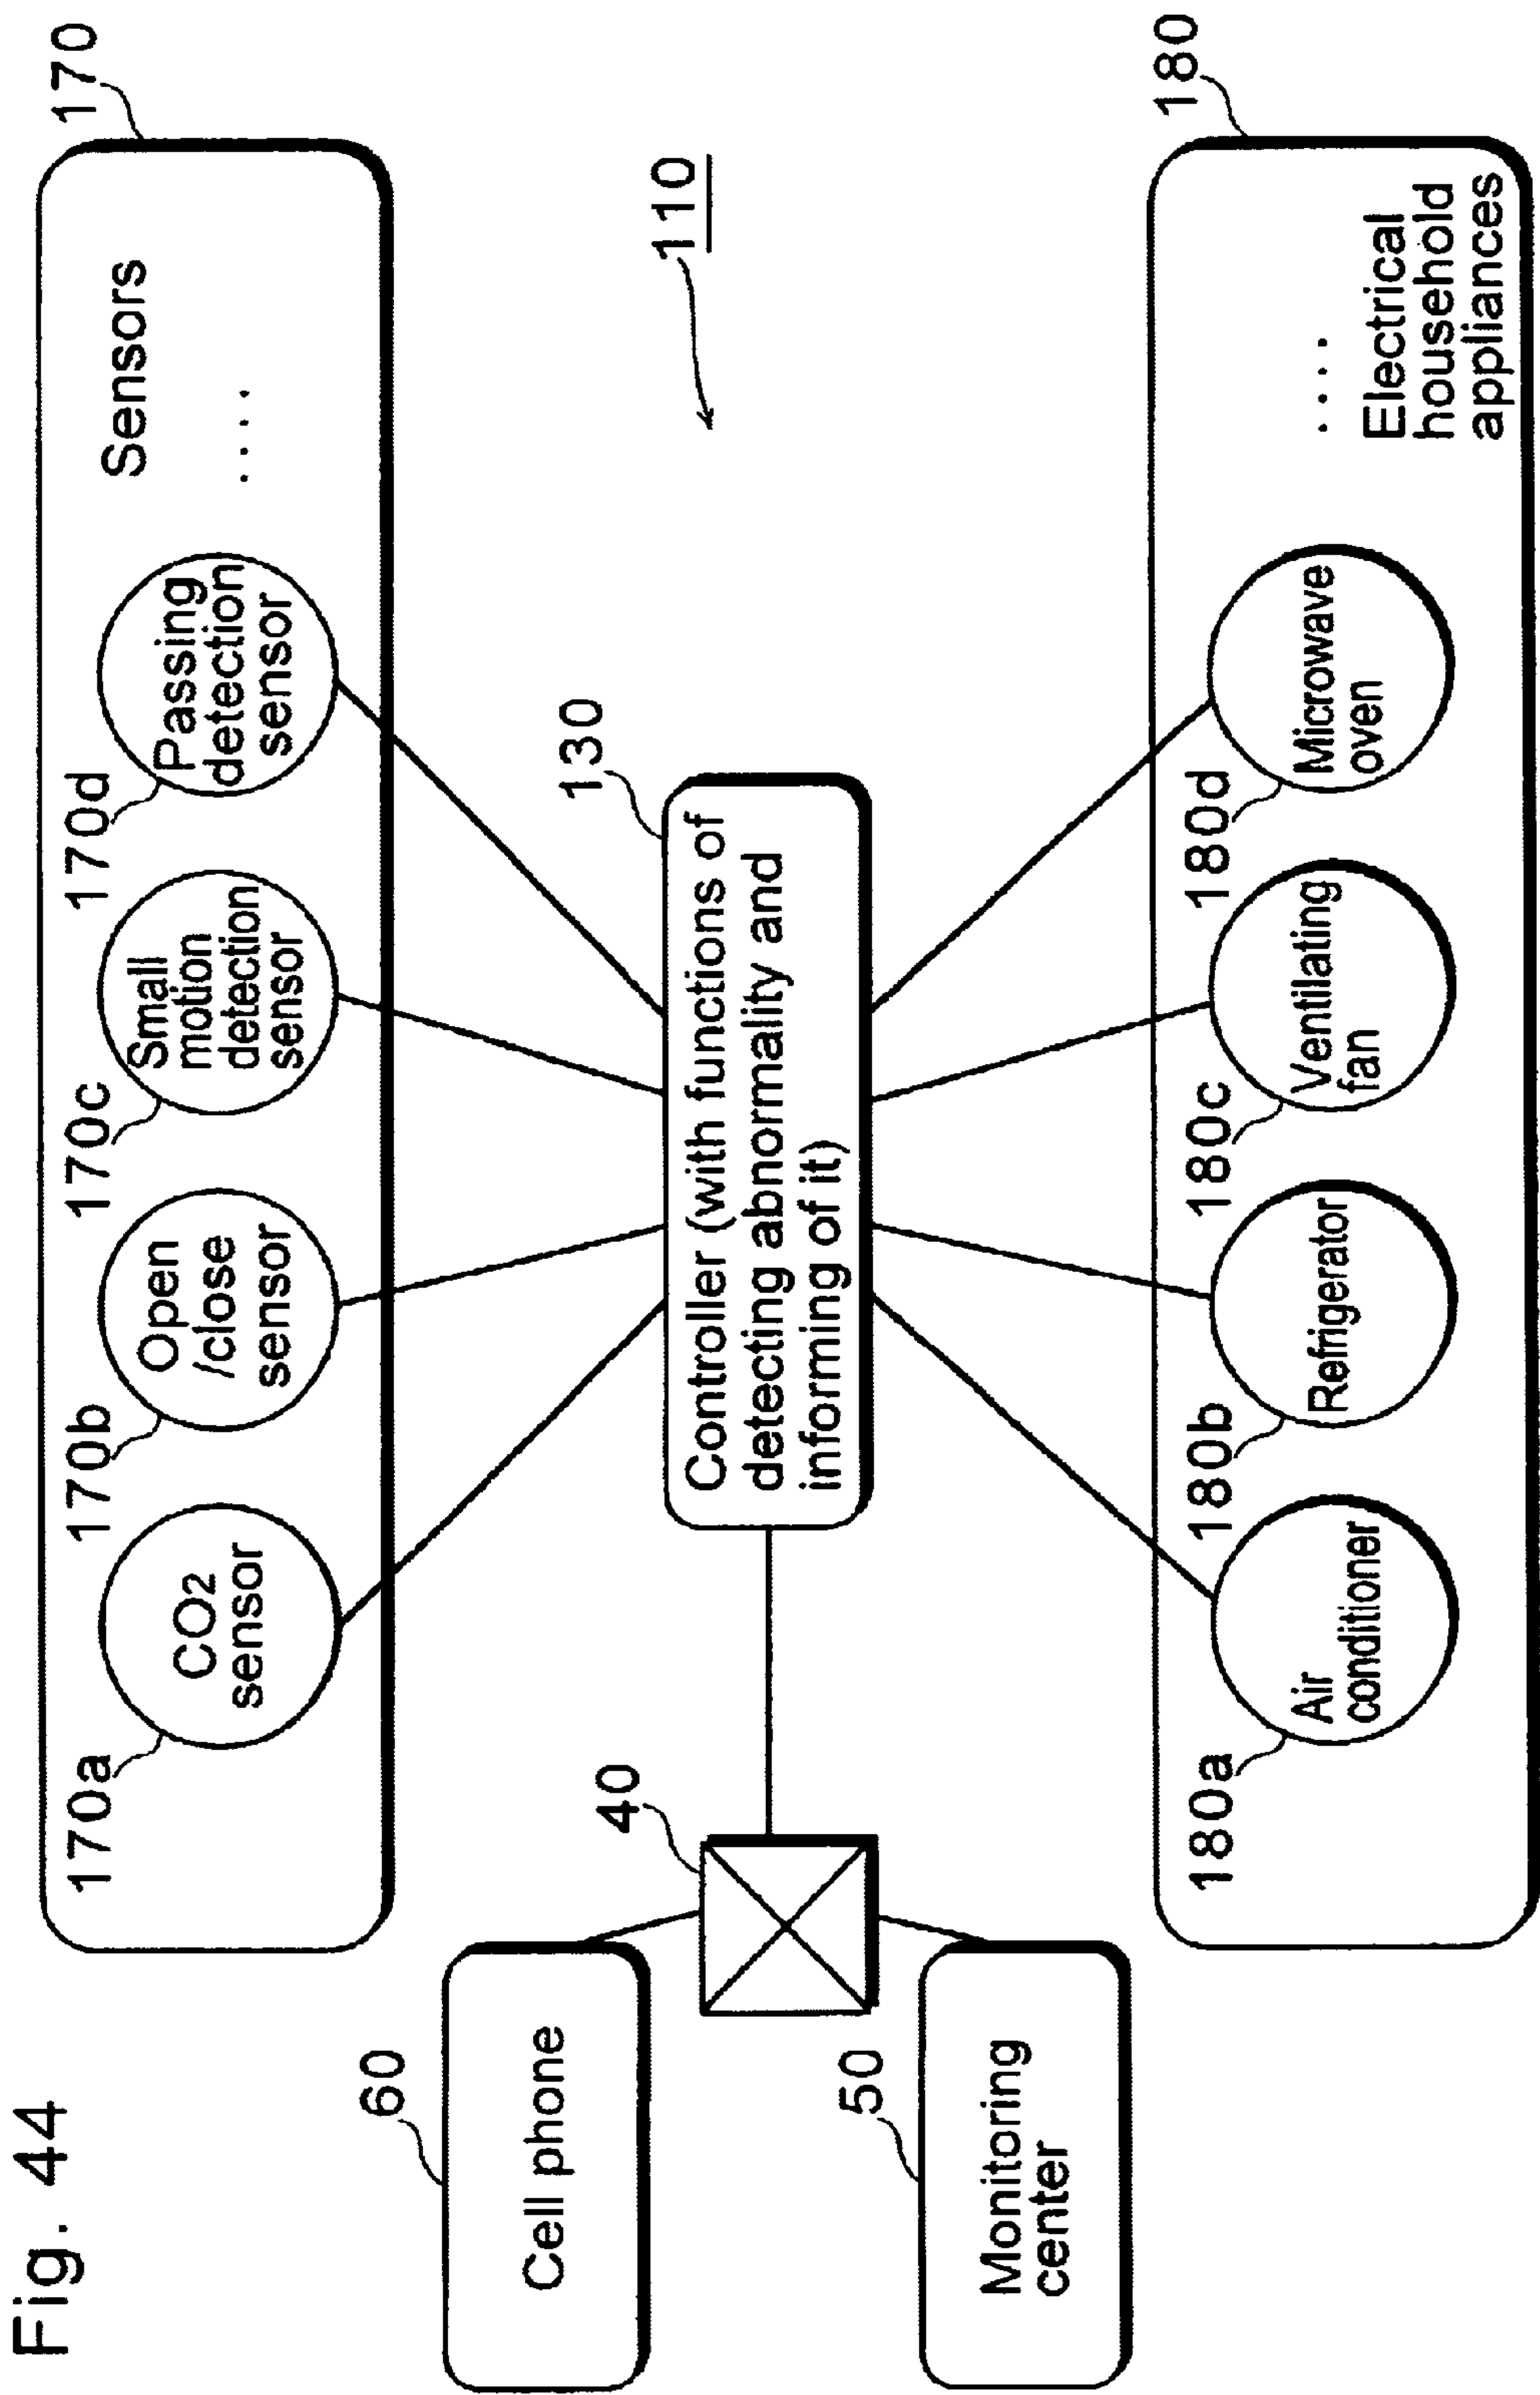 Fig. 44
170
Sensors
170a
CO2
sensor
170b
Open
/close
sensor
170c
Small
motion
detection
sensor
170d
Passing
detection
sensor
. . . .
110
60
Cell phone
40
130
Controller (with functions of
detecting abnormality and
informing of it)
50
Monitoring
center
180
180a
Air
conditioner
180b
Refrigerator
180c
Ventilating
fan
180d
Microwave
oven
. . . .
Electrical
household
appliances